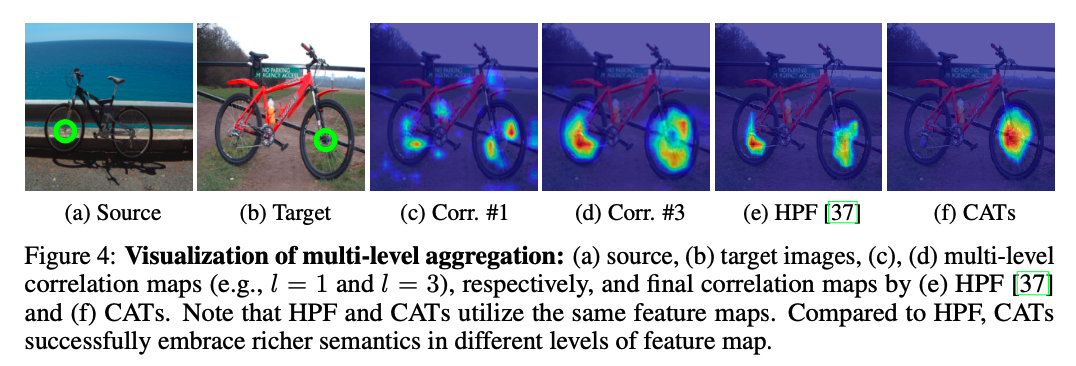 NO PARKING
(a) Source
(b) Target
(c) Corr. #1
(d) Corr. #3
(e) HPF [37]
(f) CATs
Figure 4: Visualization of multi-level aggregation: (a) source, (b) target images, (c), (d) multi-level
correlation maps (e.g., l = 1 and l = 3), respectively, and final correlation maps by (e) HPF [37]
and (f) CATs. Note that HPF and CATs utilize the same feature maps. Compared to HPF, CATs
successfully embrace richer semantics in different levels of feature map.